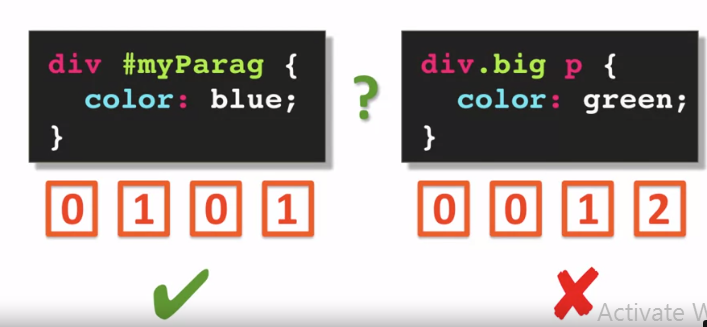 div #myParag {
color: blue;
}
?
div.big p {
color: green;
}
0 1 0 1
0 0 1 2
Activate